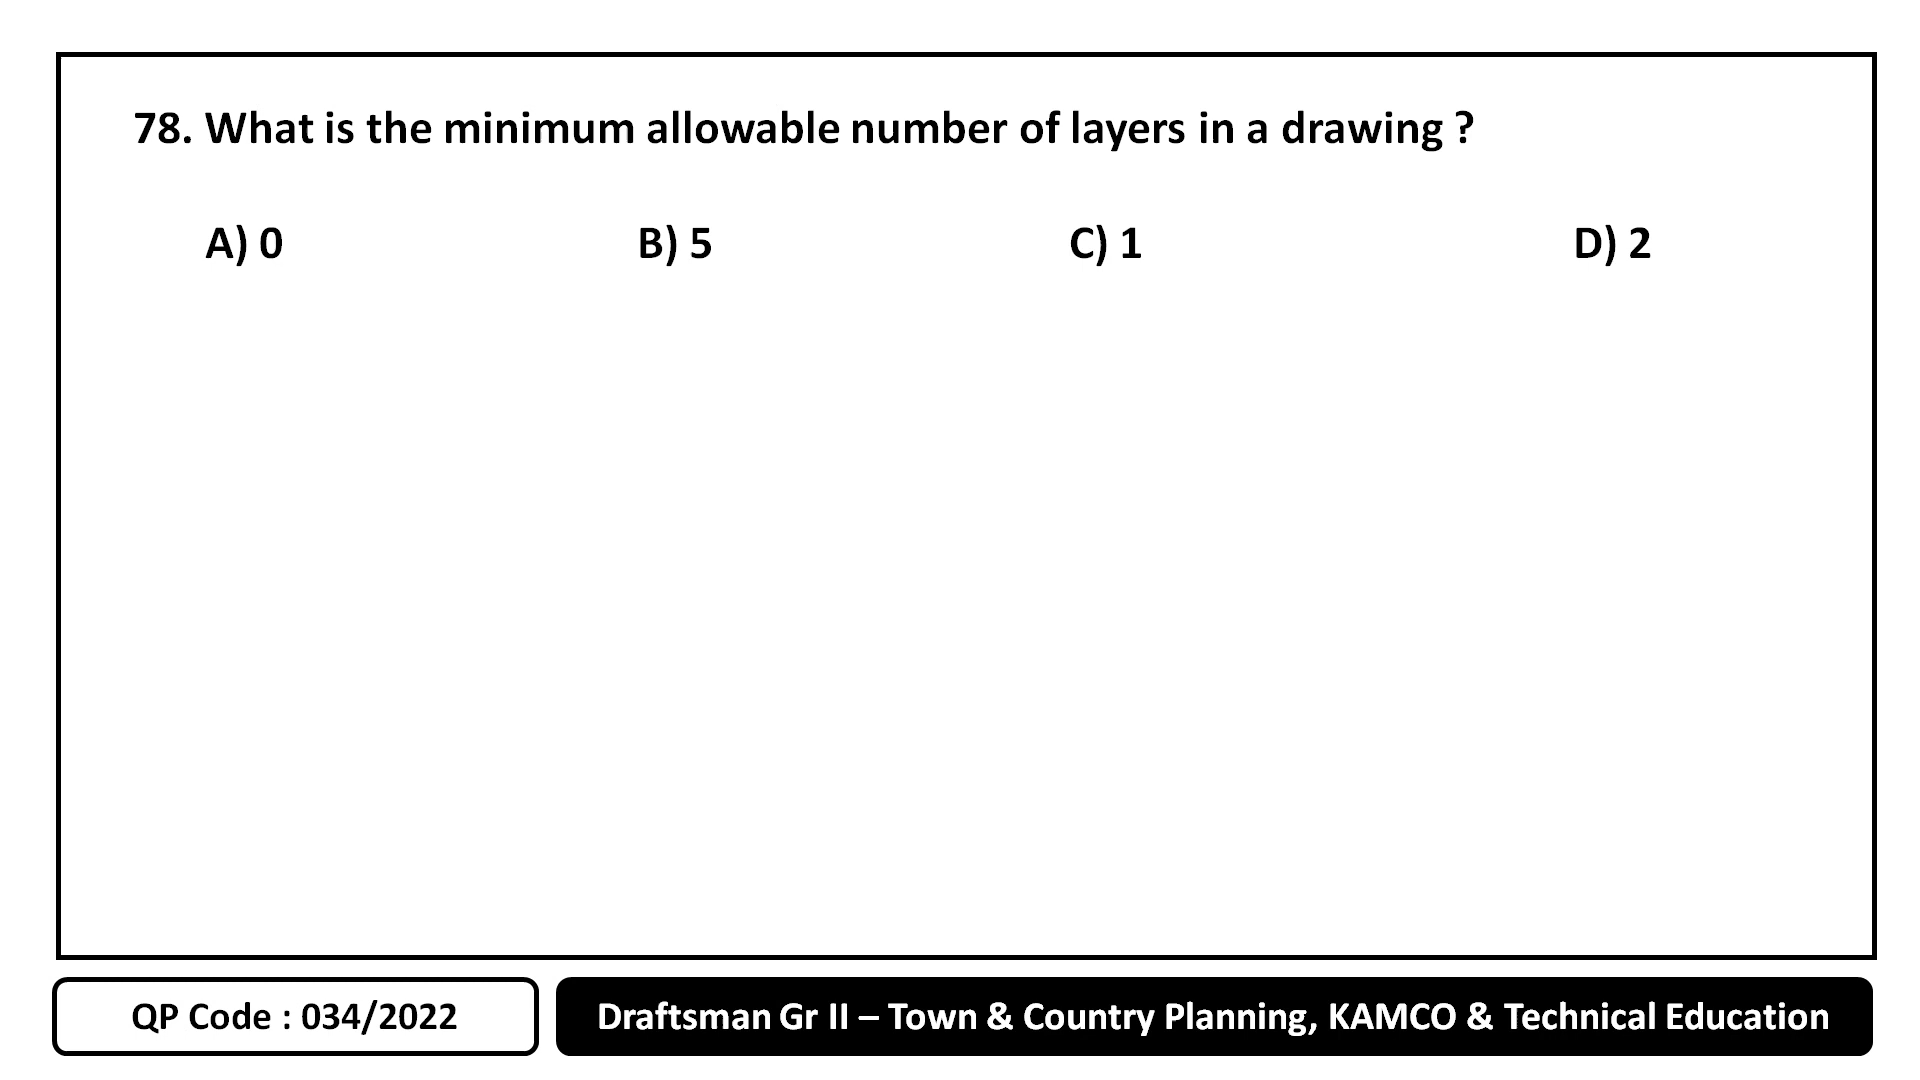 78. What is the minimum allowable number of layers in a drawing ?
A) 0 B) 5 C) 1 D) 2
QP Code : 034/2022
Draftsman Gr II – Town & Country Planning, KAMCO & Technical Education